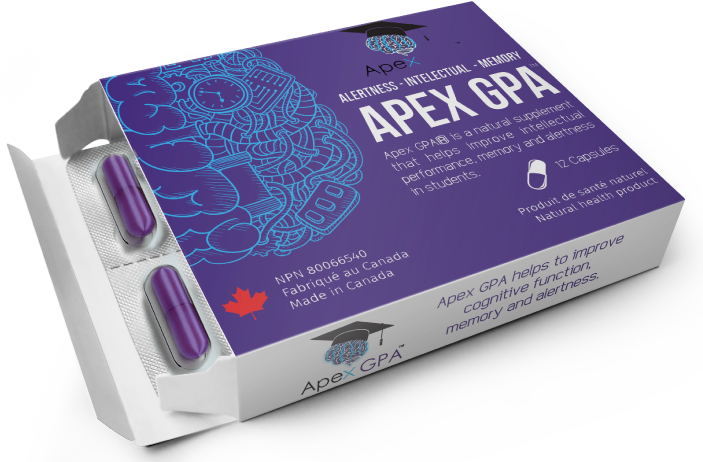 Apex
ALERTNESS - INTELECTUAL - MEMORY
APEX GPA™
Apex GPA® is a natural supplement
that helps improve intellectual
performance, memory and alertness
in students.
12 Capsules
Produit de santé naturel
Natural health product
NPN 80066540
Fabriqué au Canada
Made in Canada
Apex GPA™
Apex GPA helps to improve
cognitive function,
memory and alertness.